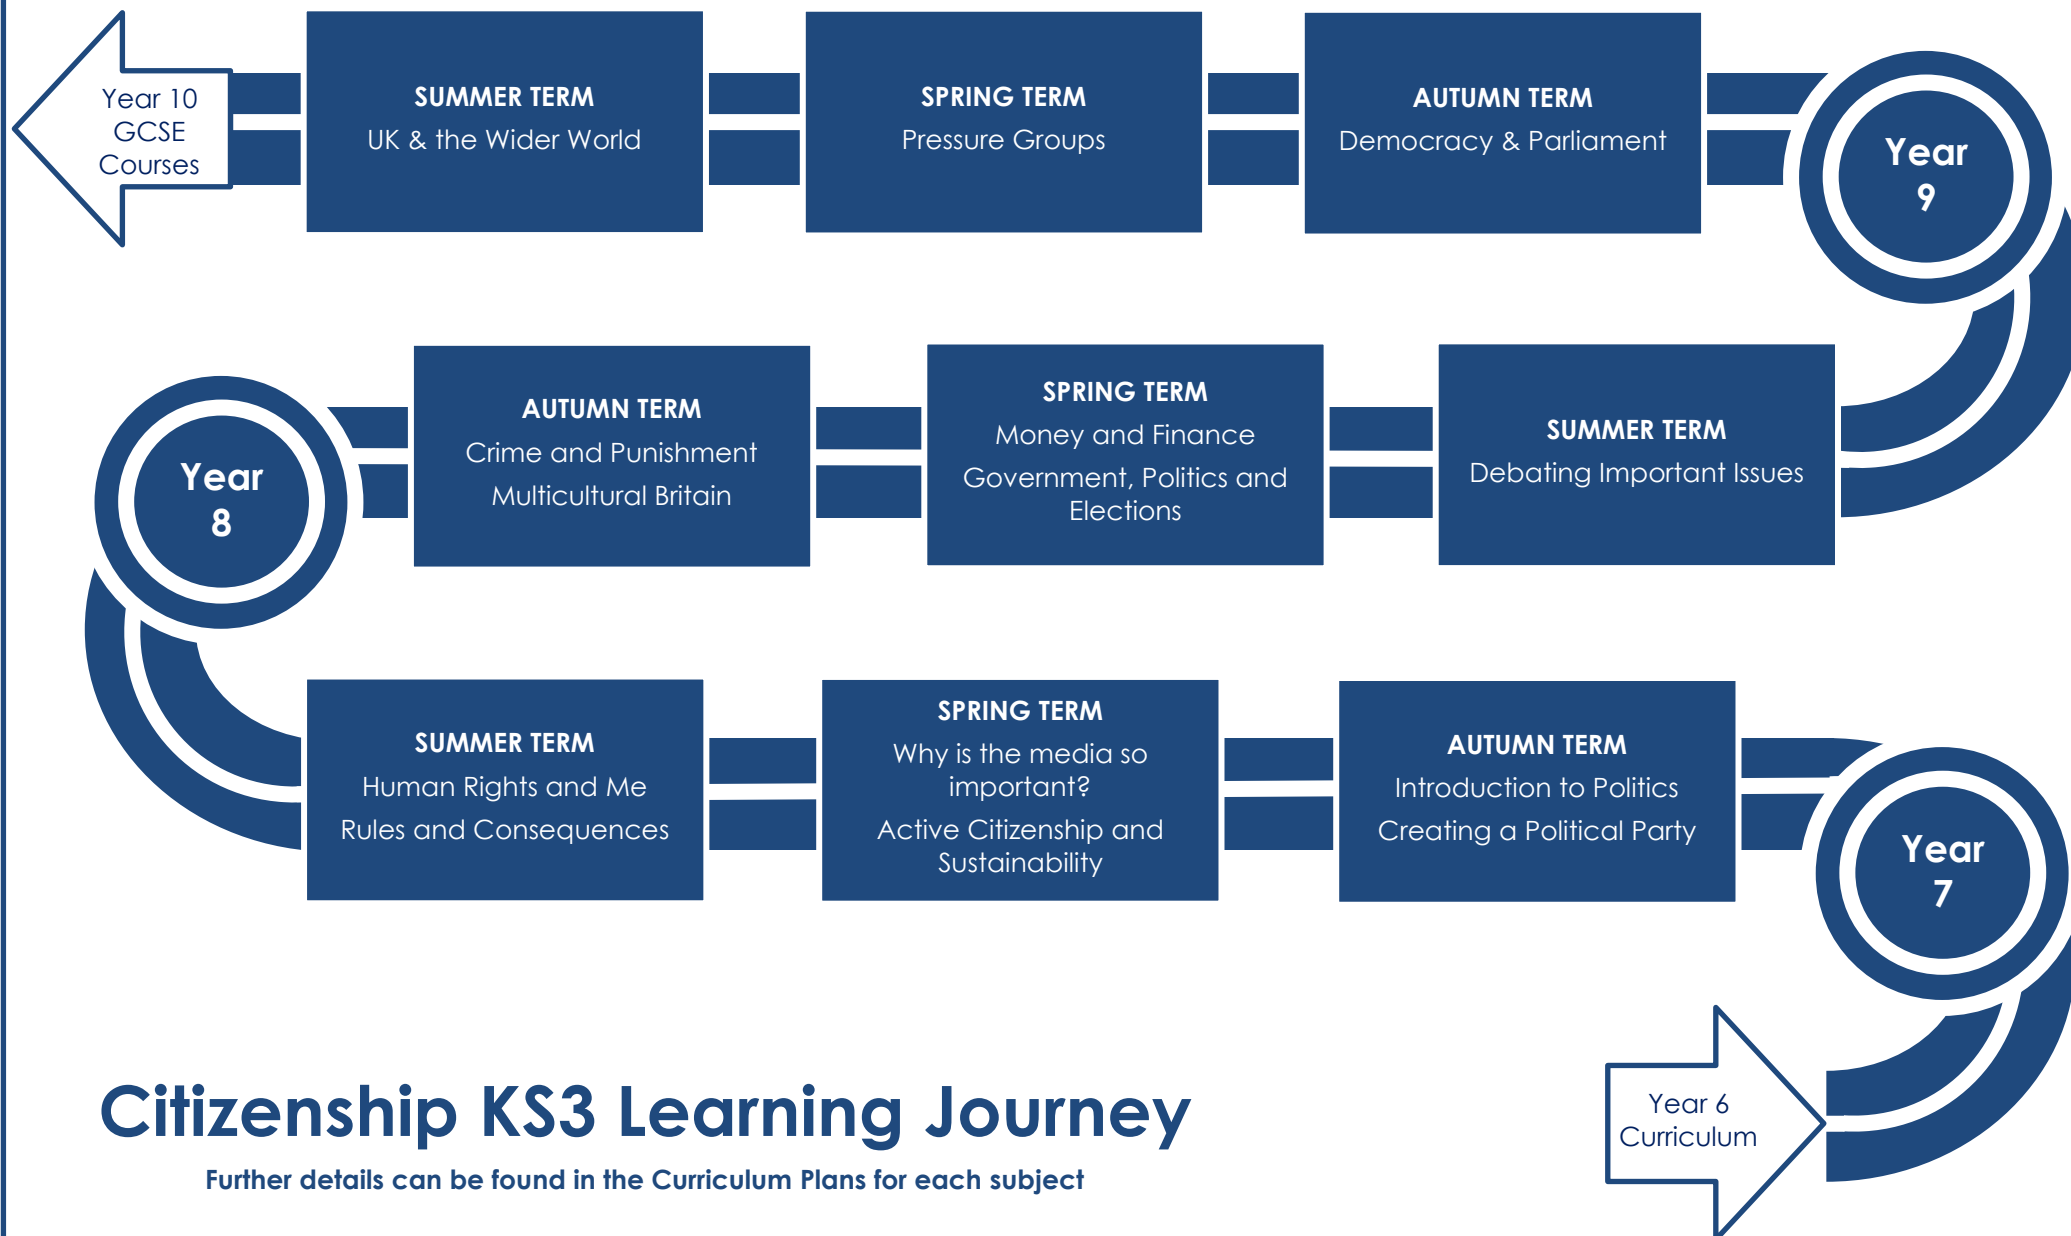 Year 10
GCSE
Courses
SUMMER TERM
UK & the Wider World
SPRING TERM
Pressure Groups
AUTUMN TERM
Democracy & Parliament
Year
9
Year
8
AUTUMN TERM
Crime and Punishment
Multicultural Britain
SPRING TERM
Money and Finance
Government, Politics and
Elections
SUMMER TERM
Debating Important Issues
SUMMER TERM
Human Rights and Me
Rules and Consequences
SPRING TERM
Why is the media so
important?
Active Citizenship and
Sustainability
AUTUMN TERM
Introduction to Politics
Creating a Political Party
Year
7
Citizenship KS3 Learning Journey
Further details can be found in the Curriculum Plans for each subject
Year 6
Curriculum